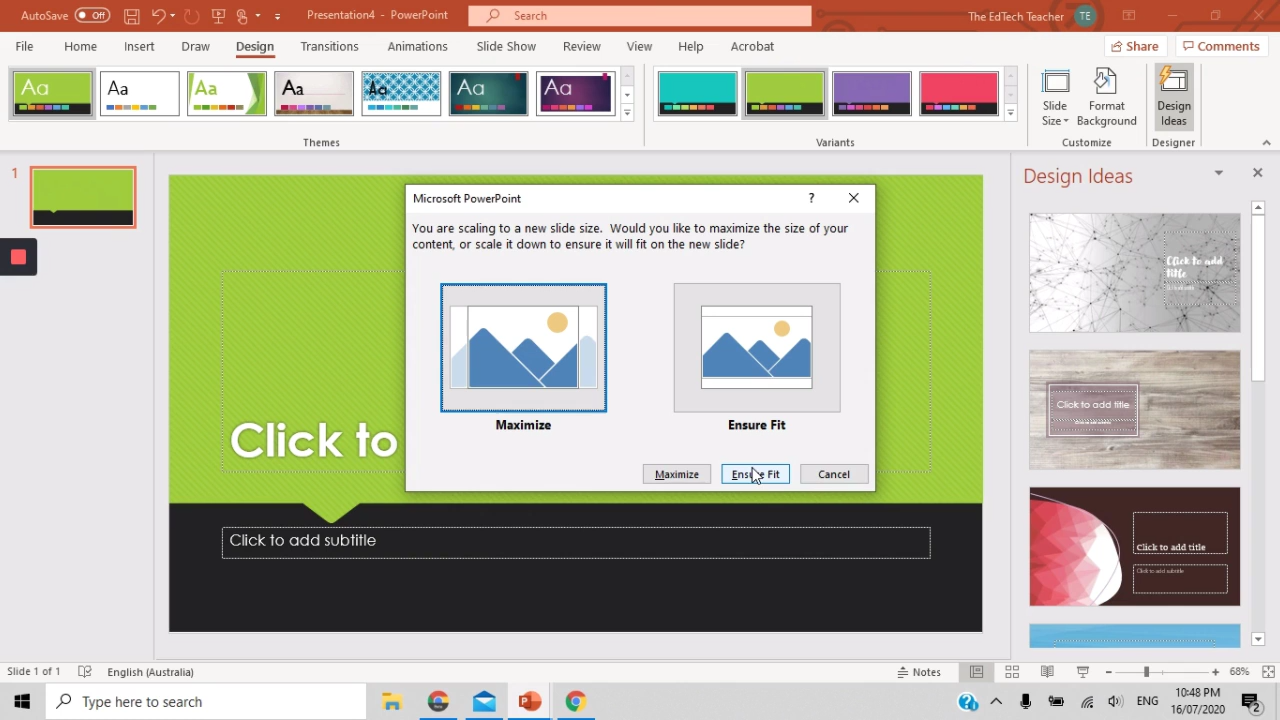 AutoSave Off Presentation4 - PowerPoint Search The EdTech Teacher TE
File Home Insert Draw Design Transitions Animations Slide Show Review View Help Acrobat Share Comments
Aa Aa Aa Aa Aa Aa Aa
Slide Size
Format Background
Design Ideas
Themes Variants Customize Designer
1
Microsoft PowerPoint ?
You are scaling to a new slide size. Would you like to maximize the size of your
content, or scale it down to ensure it will fit on the new slide?
Maximize Ensure Fit
Maximize Ensure Fit Cancel
Click to
Click to add subtitle
Design Ideas
Click to add
title
Click to add title
Click to add title
Click to add subtitle
Slide 1 of 1 English (Australia) Notes 68%
Type here to search ENG
10:48 PM
16/07/2020
2